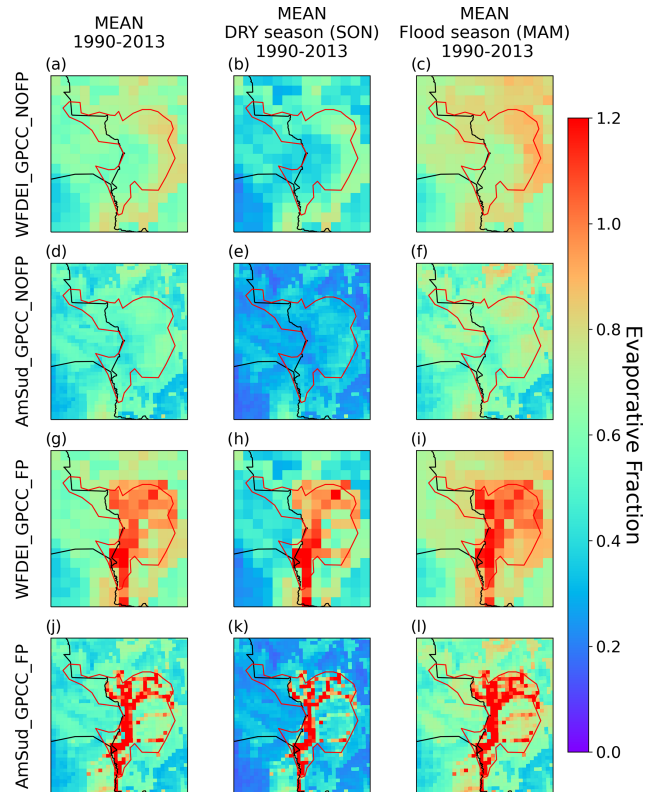 MEAN
1990-2013
MEAN
DRY season (SON)
1990-2013
MEAN
Flood season (MAM)
1990-2013
(a)
(b)
(c)
WFDEI_GPCC_NOFP
(d)
(e)
(f)
AmSud_GPCC_NOFP
(g)
(h)
(i)
WFDEI_GPCC_FP
(j)
(k)
(l)
AmSud_GPCC_FP
1.2
1.0
0.8
0.6
0.4
0.2
0.0
Evaporative Fraction